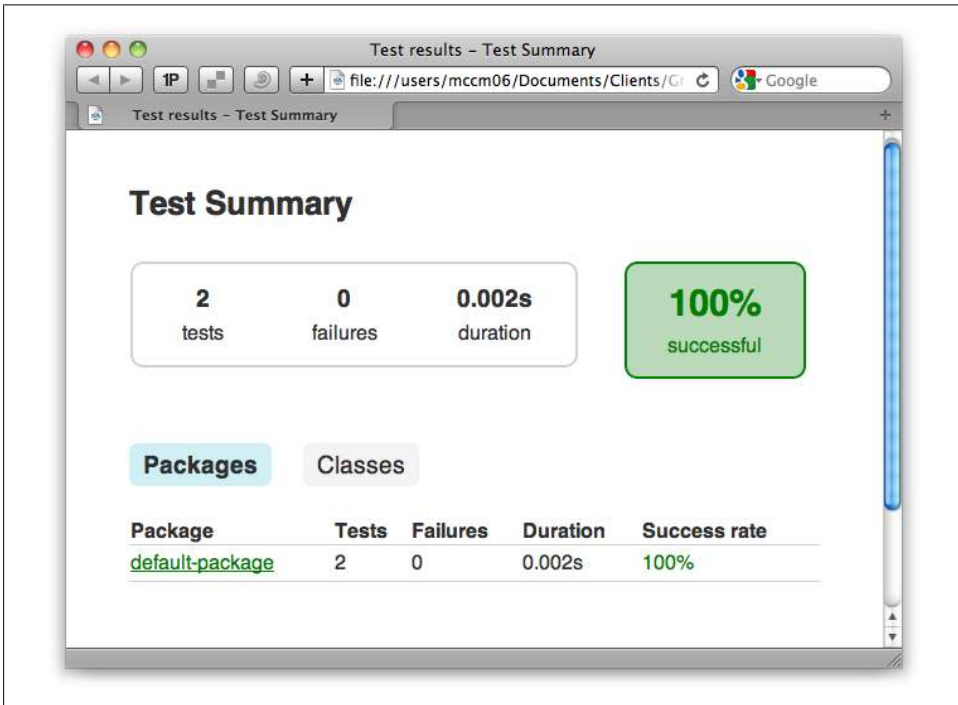 Test results – Test Summary
1P
+
file:///users/mccm06/Documents/Clients/Gr
Google
Test results – Test Summary
+
Test Summary
2 0 0.002s
tests failures duration
100%
successful
Packages Classes
Package Tests Failures Duration Success rate
default-package 2 0 0.002s 100%